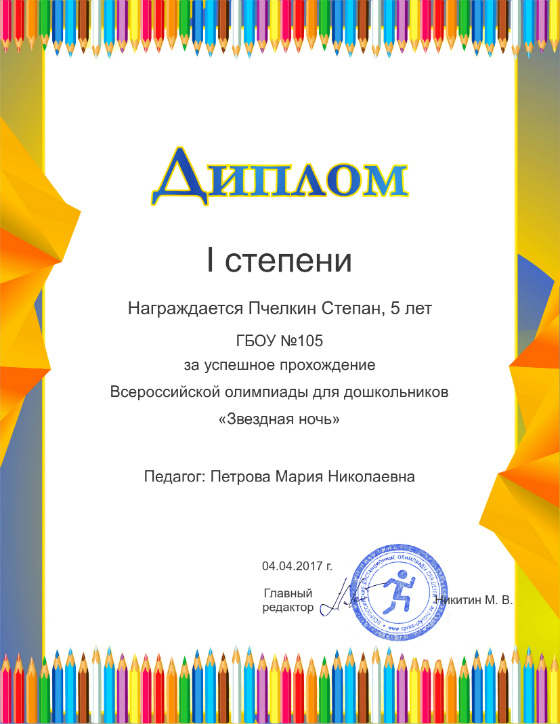 Диплом
I степени
Награждается Пчелкин Степан, 5 лет
ГБОУ №105
за успешное прохождение
Всероссийской олимпиады для дошкольников
«Звездная ночь»
Педагог: Петрова Мария Николаевна
04.04.2017 г.
Главный
редактор
Никитин М. В.